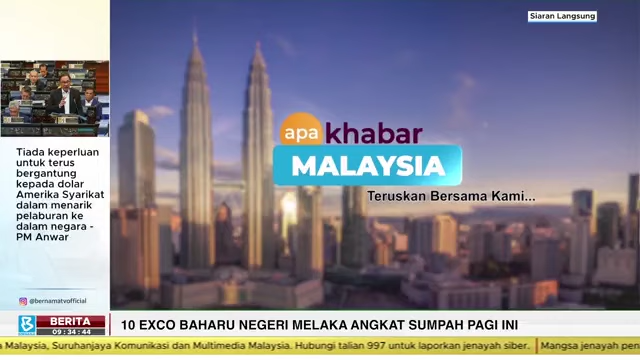 Siaran Langsung
apa khabar
MALAYSIA
Teruskan Bersama Kami...
Tiada keperluan
untuk terus
bergantung
kepada dolar
Amerika Syarikat
dalam menarik
pelaburan ke
dalam negara -
PM Anwar
@bernamatvofficial
BERITA
09:34:44
10 EXCO BAHARU NEGERI MELAKA ANGKAT SUMPAH PAGI INI
a Malaysia, Suruhanjaya Komunikasi dan Multimedia Malaysia. Hubungi talian 997 untuk laporkan jenayah siber. Mangsa jenayah pen